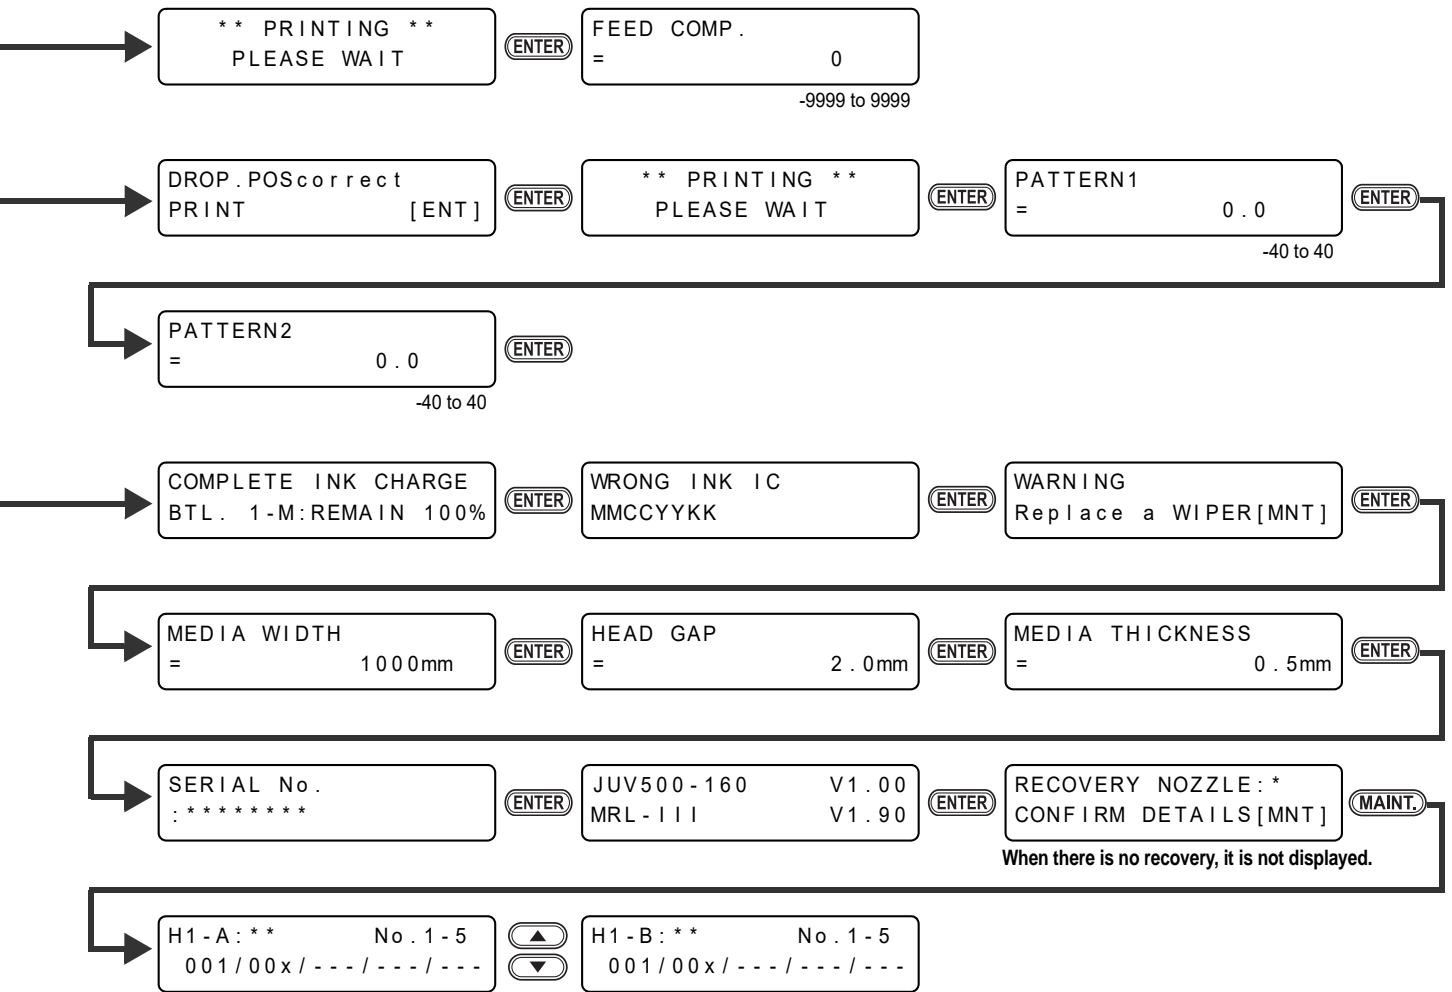 ** PRINTING **
PLEASE WAIT
ENTER
FEED COMP.
= 0
-9999 to 9999
DROP.POScorrect
PRINT [ENT]
ENTER
** PRINTING **
PLEASE WAIT
ENTER
PATTERN1
= 0.0
ENTER
-40 to 40
PATTERN2
= 0.0
ENTER
-40 to 40
COMPLETE INK CHARGE
BTL. 1-M:REMAIN 100%
ENTER
WRONG INK IC
MMCCYYKK
ENTER
WARNING
Replace a WIPER[MNT]
ENTER
MEDIA WIDTH
= 1000mm
ENTER
HEAD GAP
= 2.0mm
ENTER
MEDIA THICKNESS
= 0.5mm
ENTER
SERIAL No.
:********
ENTER
JUV500-160 V1.00
MRL-III V1.90
ENTER
RECOVERY NOZZLE:*
CONFIRM DETAILS[MNT]
MAINT.
When there is no recovery, it is not displayed.
H1-A:** No.1-5
001/00x/---/---/---
H1-B:** No.1-5
001/00x/---/---/---